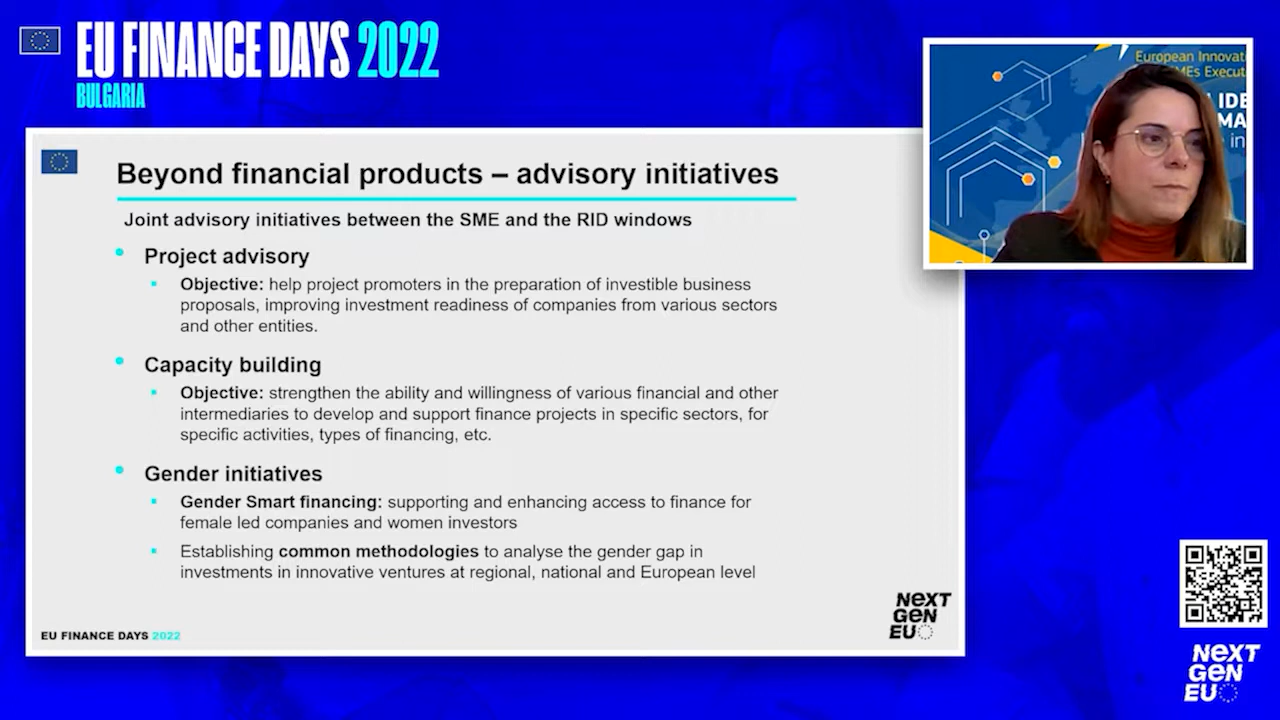 EU FINANCE DAYS 2022
BULGARIA
Beyond financial products – advisory initiatives
Joint advisory initiatives between the SME and the RID windows
• Project advisory
▪ Objective: help project promoters in the preparation of investible business
proposals, improving investment readiness of companies from various sectors
and other entities.
• Capacity building
▪ Objective: strengthen the ability and willingness of various financial and other
intermediaries to develop and support finance projects in specific sectors, for
specific activities, types of financing, etc.
• Gender initiatives
▪ Gender Smart financing: supporting and enhancing access to finance for
female led companies and women investors
▪ Establishing common methodologies to analyse the gender gap in
investments in innovative ventures at regional, national and European level
EU FINANCE DAYS 2022
NEXT
GEN
EU
European Innovat
MEs Execut
IDE
MA
in
NEXT
GEN
EU